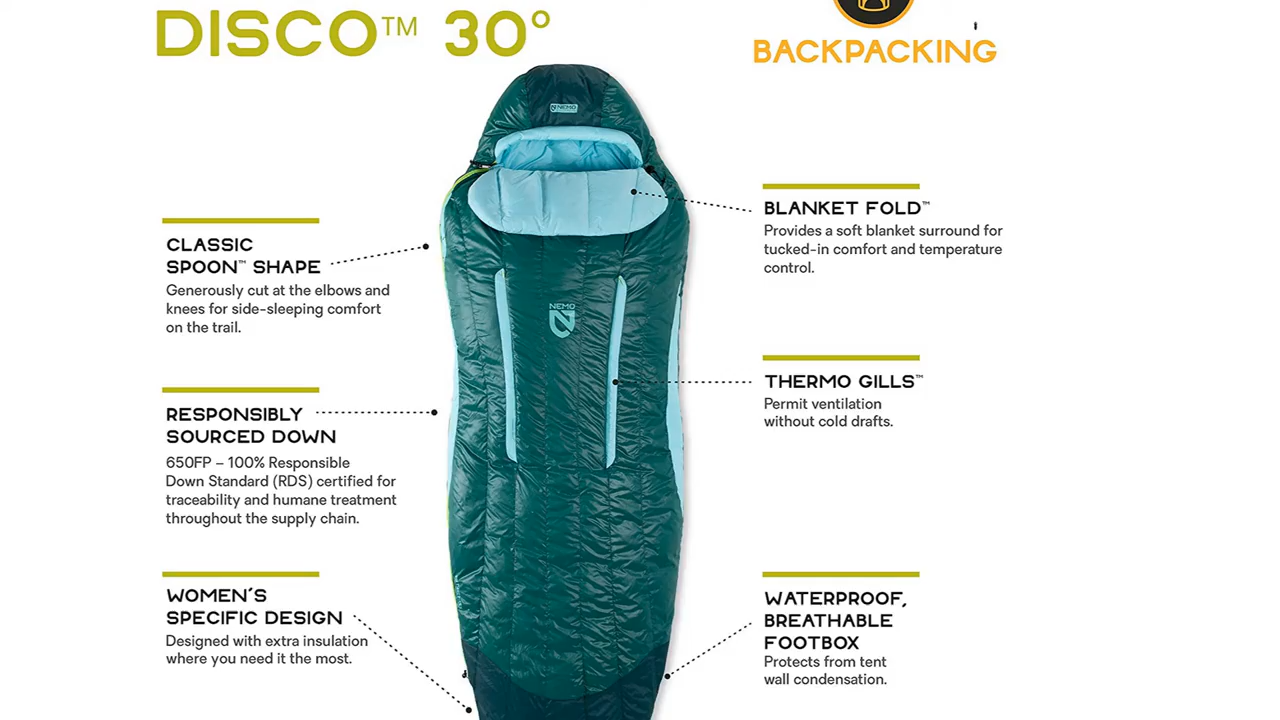 DISCO™ 30°
BACKPACKING
NEMO
CLASSIC
SPOON™ SHAPE
Generously cut at the elbows and
knees for side-sleeping comfort
on the trail.
BLANKET FOLD™
Provides a soft blanket surround for
tucked-in comfort and temperature
control.
NEMO
RESPONSIBLY
SOURCED DOWN
650FP – 100% Responsible
Down Standard (RDS) certified for
traceability and humane treatment
throughout the supply chain.
THERMO GILLS™
Permit ventilation
without cold drafts.
WOMEN'S
SPECIFIC DESIGN
Designed with extra insulation
where you need it the most.
WATERPROOF,
BREATHABLE
FOOTBOX
Protects from tent
wall condensation.